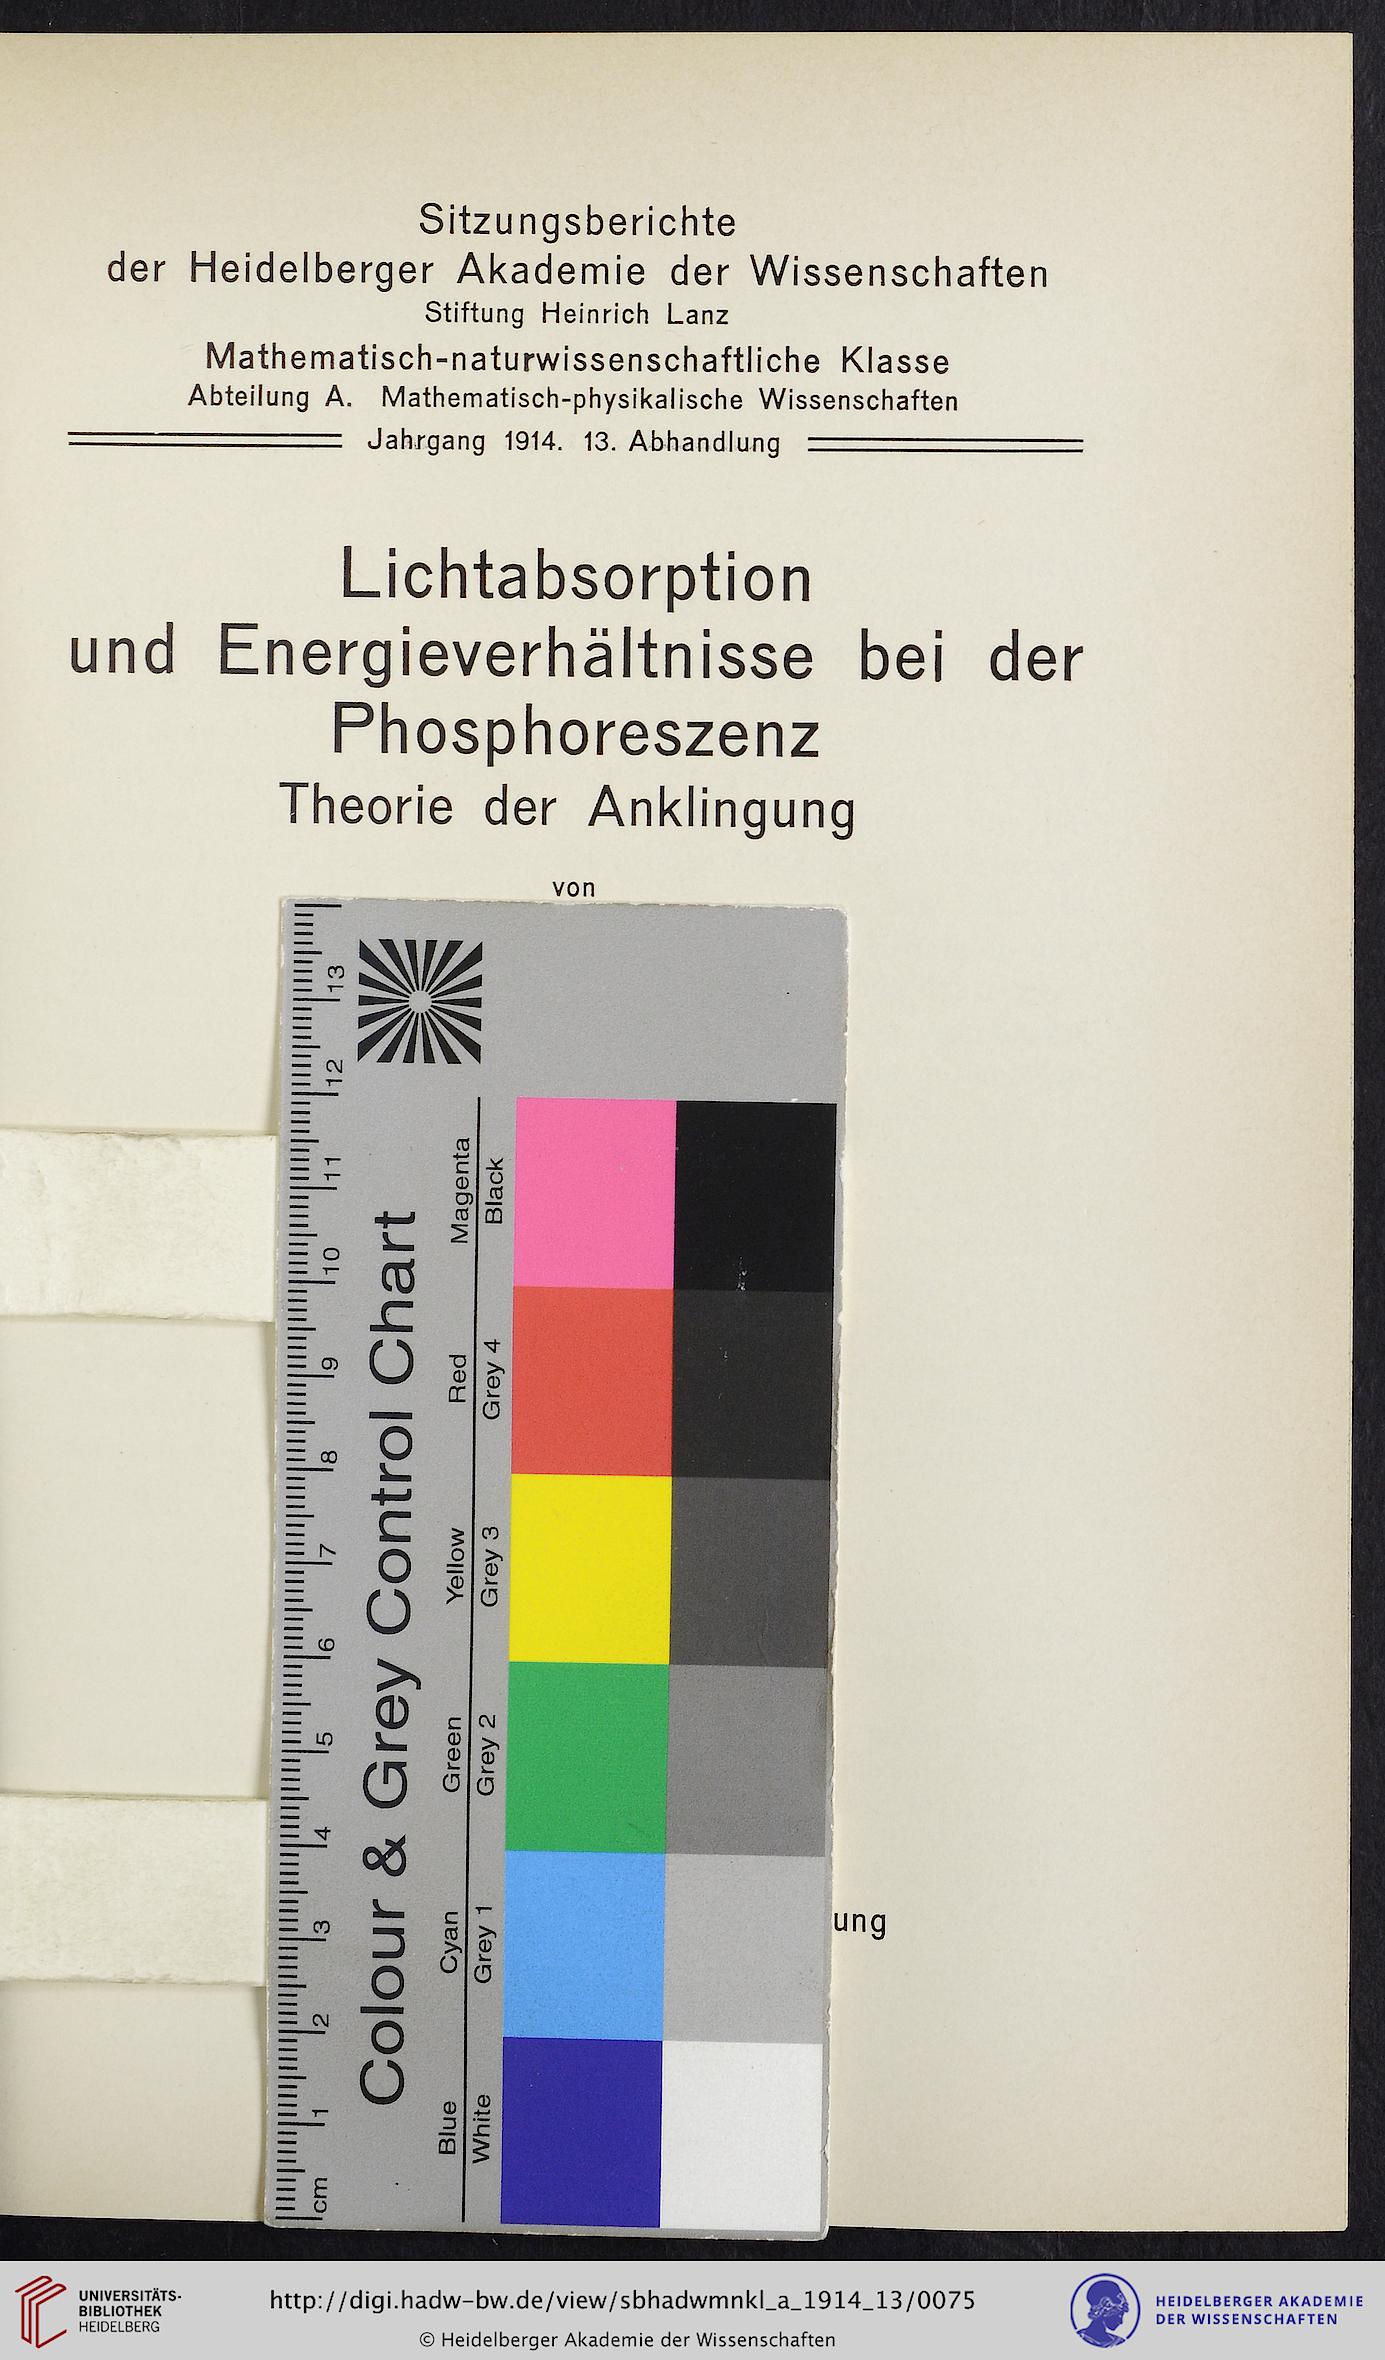 Sitzungsberichte
der Heidelberger Akademie der Wissenschaften
Stiftung Heinrich Lanz
Mathematisch-naturwissenschaftliche Klasse
Abteilung A. Mathematisch-physikalische Wissenschaften
Jahrgang 1914. 13. Abhandlung
Lichtabsorption
und Energieverhältnisse bei der
Phosphoreszenz
Theorie der Anklingung
von
ung
cm 1 2 3 4 5 6 7 8 9 10 11 12 13
Colour & Grey Control Chart
Blue Cyan Green Yellow Red Magenta
White Grey 1 Grey 2 Grey 3 Grey 4 Black
UNIVERSITÄTS-
BIBLIOTHEK
HEIDELBERG
http://digi.hadw-bw.de/view/sbhadwmnkl_a_1914_13/0075
© Heidelberger Akademie der Wissenschaften
HEIDELBERGER AKADEMIE
DER WISSENSCHAFTEN